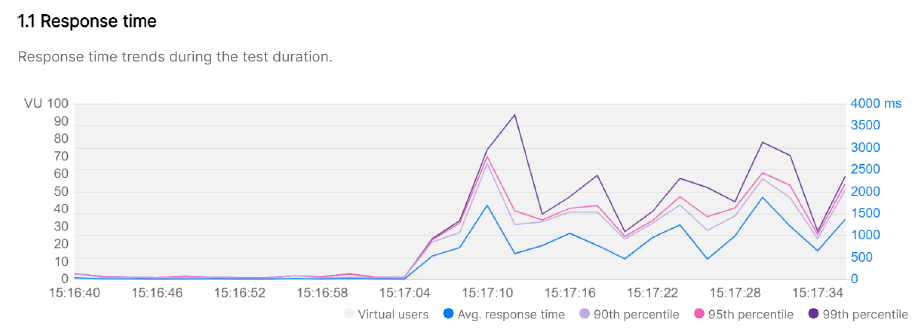 1.1 Response time
Response time trends during the test duration.
VU 100 4000 ms
90 3500
80 3000
70 2500
60 2000
50 1500
40 1000
30 500
20 0
10
0
15:16:40 15:16:46 15:16:52 15:16:58 15:17:04 15:17:10 15:17:16 15:17:22 15:17:28 15:17:34
Virtual users Avg. response time 90th percentile 95th percentile 99th percentile